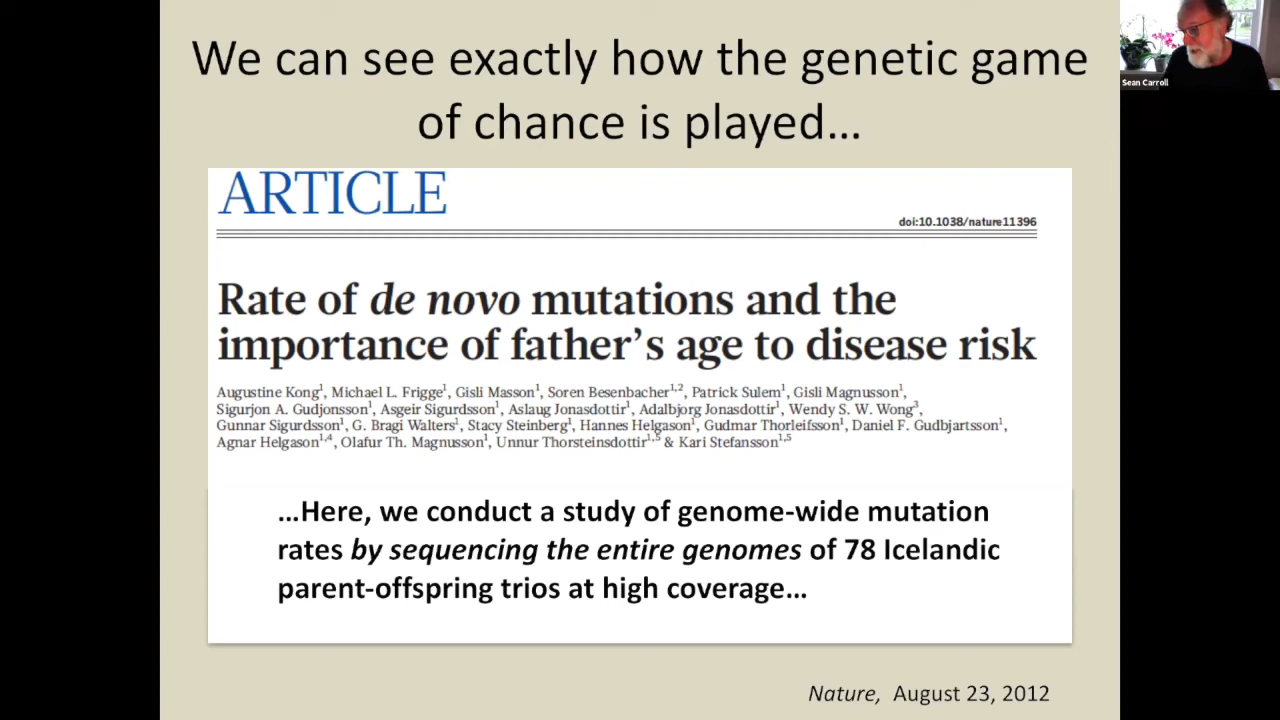 We can see exactly how the genetic game
of chance is played…
Sean Carroll
ARTICLE
doi:10.1038/nature11396
Rate of de novo mutations and the
importance of father’s age to disease risk
Augustine Kong¹, Michael L. Frigge¹, Gisli Masson¹, Soren Besenbacher¹,², Patrick Sulem¹, Gisli Magnusson¹,
Sigurjon A. Gudjonsson¹, Asgeir Sigurdsson¹, Aslaug Jonasdottir¹, Adalbjorg Jonasdottir¹, Wendy S. W. Wong³,
Gunnar Sigurdsson¹, G. Bragi Walters¹, Stacy Steinberg¹, Hannes Helgason¹, Gudmar Thorleifsson¹, Daniel F. Gudbjartsson¹,
Agnar Helgason¹,⁴, Olafur Th. Magnusson¹, Unnur Thorsteinsdottir¹,⁵ & Kari Stefansson¹,⁵
…Here, we conduct a study of genome-wide mutation
rates by sequencing the entire genomes of 78 Icelandic
parent-offspring trios at high coverage…
Nature, August 23, 2012